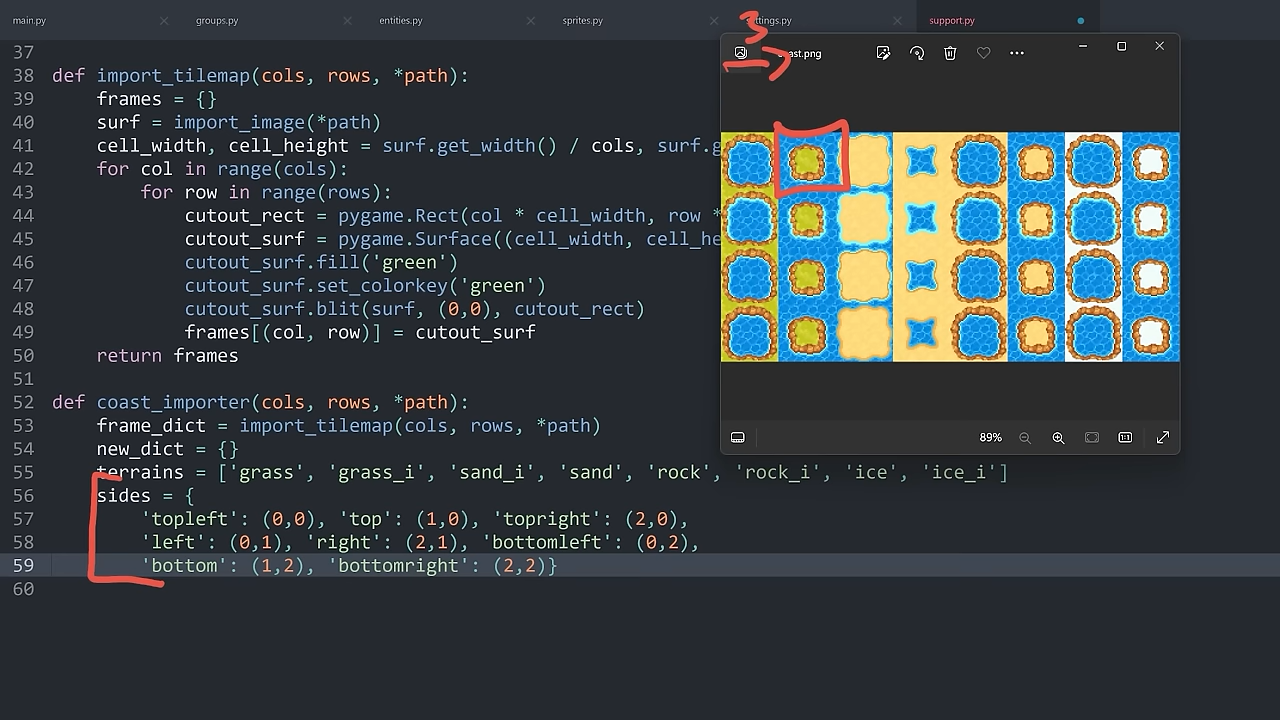 main.py groups.py entities.py sprites.py ettings.py support.py
3
oast.png
37
38 def import_tilemap(cols, rows, *path):
39 frames = {}
40 surf = import_image(*path)
41 cell_width, cell_height = surf.get_width() / cols, surf.g
42 for col in range(cols):
43 for row in range(rows):
44 cutout_rect = pygame.Rect(col * cell_width, row *
45 cutout_surf = pygame.Surface((cell_width, cell_he
46 cutout_surf.fill('green')
47 cutout_surf.set_colorkey('green')
48 cutout_surf.blit(surf, (0,0), cutout_rect)
49 frames[(col, row)] = cutout_surf
50 return frames
51
52 def coast_importer(cols, rows, *path):
53 frame_dict = import_tilemap(cols, rows, *path)
54 new_dict = {}
55 terrains = ['grass', 'grass_i', 'sand_i', 'sand', 'rock', 'rock_i', 'ice', 'ice_i']
56 sides = {
57 'topleft': (0,0), 'top': (1,0), 'topright': (2,0),
58 'left': (0,1), 'right': (2,1), 'bottomleft': (0,2),
59 'bottom': (1,2), 'bottomright': (2,2)}
60
89%